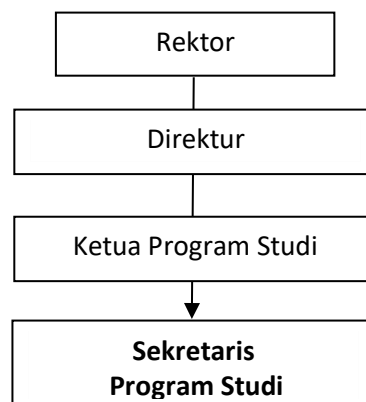 Rektor
Direktur
Ketua Program Studi
Sekretaris
Program Studi